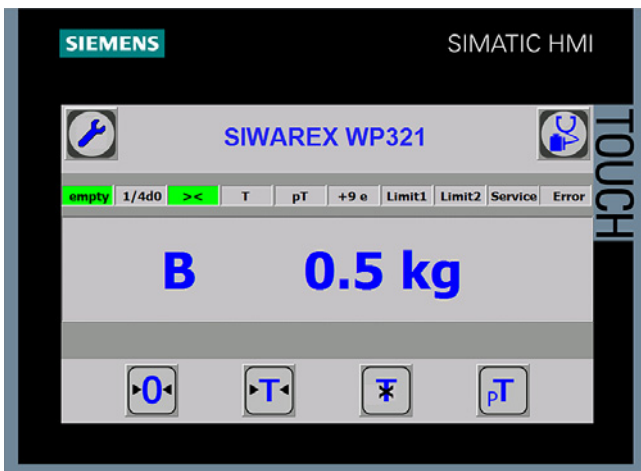 SIEMENS SIMATIC HMI
SIWAREX WP321
TOUCH
empty 1/4d0 >< T pT +9 e Limit1 Limit2 Service Error
B 0.5 kg
0 T T pT